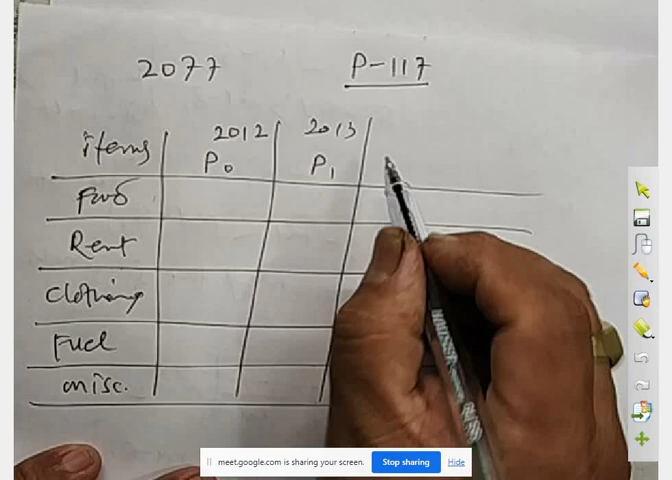 2077 P-117
items 2012 P₀ 2013 P₁
Food
Rent
Clothing
Fuel
misc.
meet.google.com is sharing your screen. Stop sharing Hide